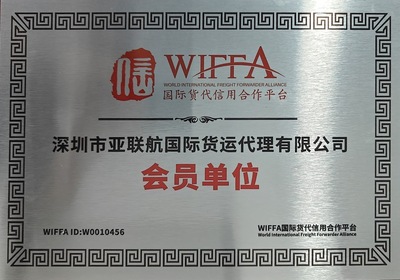 信
WIFFA
WORLD INTERNATIONAL FREIGHT FORWARDER ALLIANCE
国际货代信用合作平台
深圳市亚联航国际货运代理有限公司
会员单位
WIFFA ID:W0010456
WIFFA国际货代信用合作平台
World International Freight Forwarder Alliance